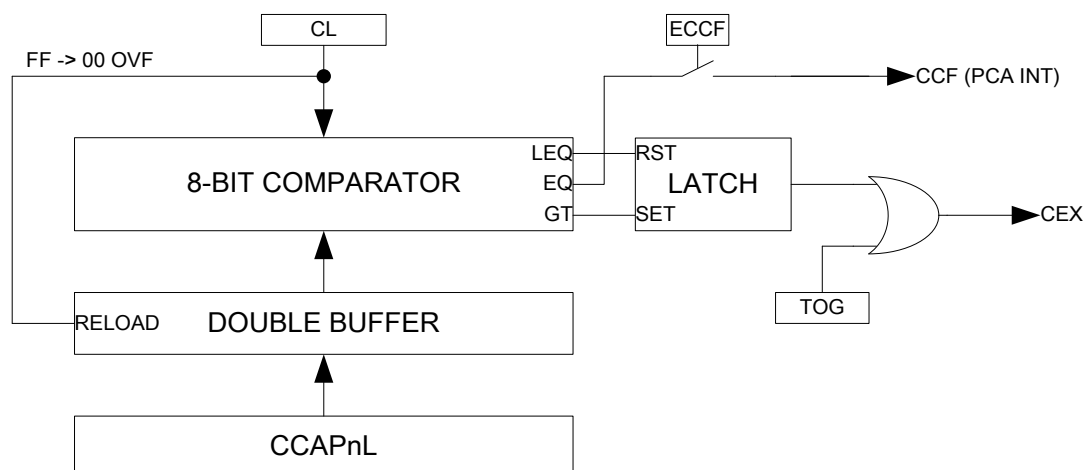 CL
ECCF
FF -> 00 OVF
CCF (PCA INT)
8-BIT COMPARATOR
LEQ
EQ
GT
RST
LATCH
SET
CEX
TOG
RELOAD
DOUBLE BUFFER
CCAPnL